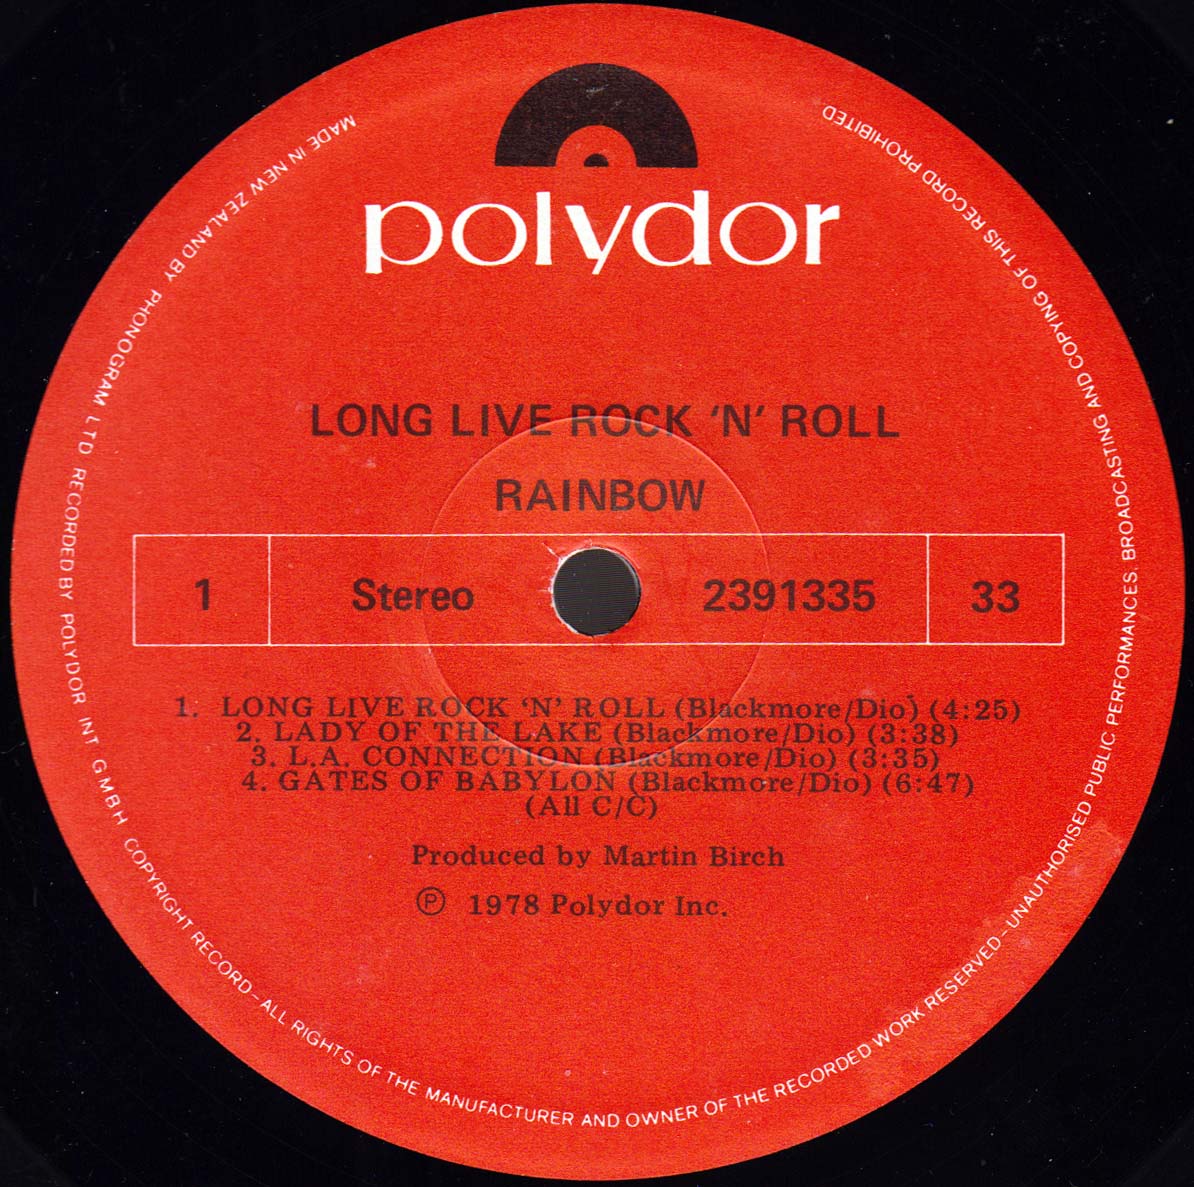 polydor
LONG LIVE ROCK 'N' ROLL
RAINBOW
1 Stereo 2391335 33
1. LONG LIVE ROCK 'N' ROLL (Blackmore/Dio) (4:25)
2. LADY OF THE LAKE (Blackmore/Dio) (3:38)
3. L.A. CONNECTION (Blackmore/Dio) (3:35)
4. GATES OF BABYLON (Blackmore/Dio) (6:47)
(All C/C)
Produced by Martin Birch
℗ 1978 Polydor Inc.
MADE IN NEW ZEALAND BY PHONOGRAM LTD RECORDED BY POLYDOR INT GMBH COPYRIGHT RECORD – ALL RIGHTS OF THE MANUFACTURER AND OWNER OF THE RECORDED WORK RESERVED – UNAUTHORISED PUBLIC PERFORMANCES, BROADCASTING AND COPYING OF THIS RECORD PROHIBITED